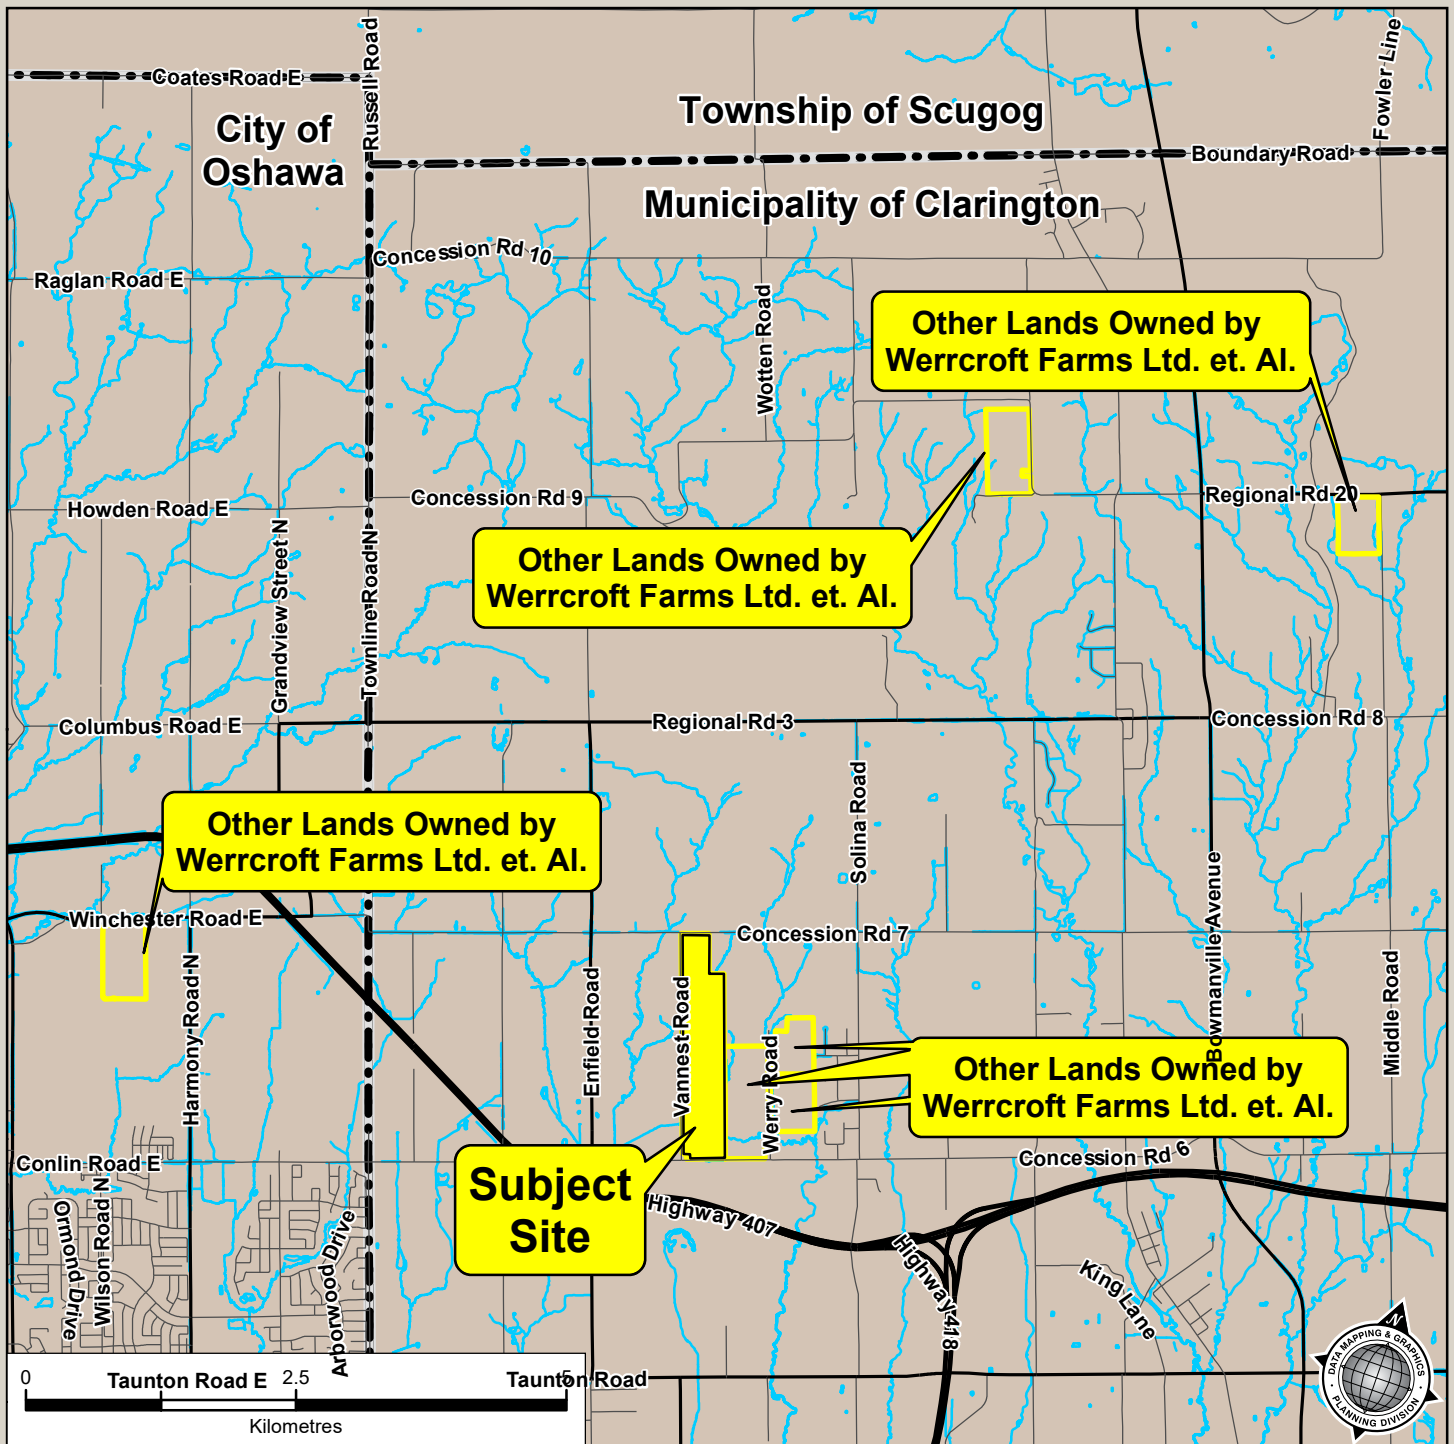 Coates Road E
Russell Road
Fowler Line
City of
Oshawa
Township of Scugog
Boundary Road
Municipality of Clarington
Concession Rd 10
Raglan Road E
Wotten Road
Other Lands Owned by
Werrcroft Farms Ltd. et. Al.
Concession Rd 9
Regional Rd 20
Howden Road E
Grandview Street N
Townline Road N
Other Lands Owned by
Werrcroft Farms Ltd. et. Al.
Columbus Road E
Regional Rd 3
Concession Rd 8
Solina Road
Other Lands Owned by
Werrcroft Farms Ltd. et. Al.
Bowmanville Avenue
Winchester Road E
Concession Rd 7
Harmony Road N
Enfield Road
Vannest Road
Werry Road
Middle Road
Other Lands Owned by
Werrcroft Farms Ltd. et. Al.
Conlin Road E
Concession Rd 6
Subject
Site
Ormond Drive
Wilson Road N
Arborwood Drive
Highway 407
Highway 418
King Lane
0
2.5
5
Taunton Road E
Taunton Road
Kilometres
N
DATA MAPPING & GRAPHICS
PLANNING DIVISION